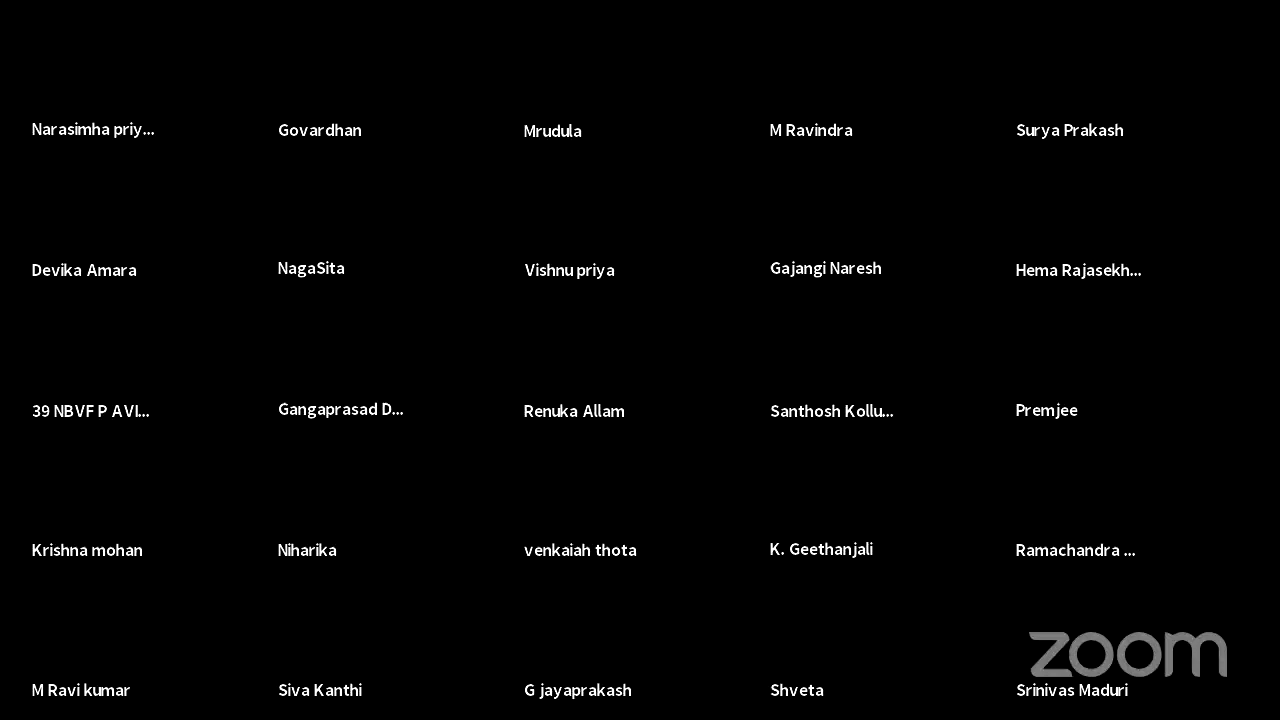 Narasimha priy...
Govardhan
Mrudula
M Ravindra
Surya Prakash
Devika Amara
NagaSita
Vishnu priya
Gajangi Naresh
Hema Rajasekh...
39 NBVF P AVI...
Gangaprasad D...
Renuka Allam
Santhosh Kollu...
Premjee
Krishna mohan
Niharika
venkaiah thota
K. Geethanjali
Ramachandra ...
zoom
M Ravi kumar
Siva Kanthi
G jayaprakash
Shveta
Srinivas Maduri